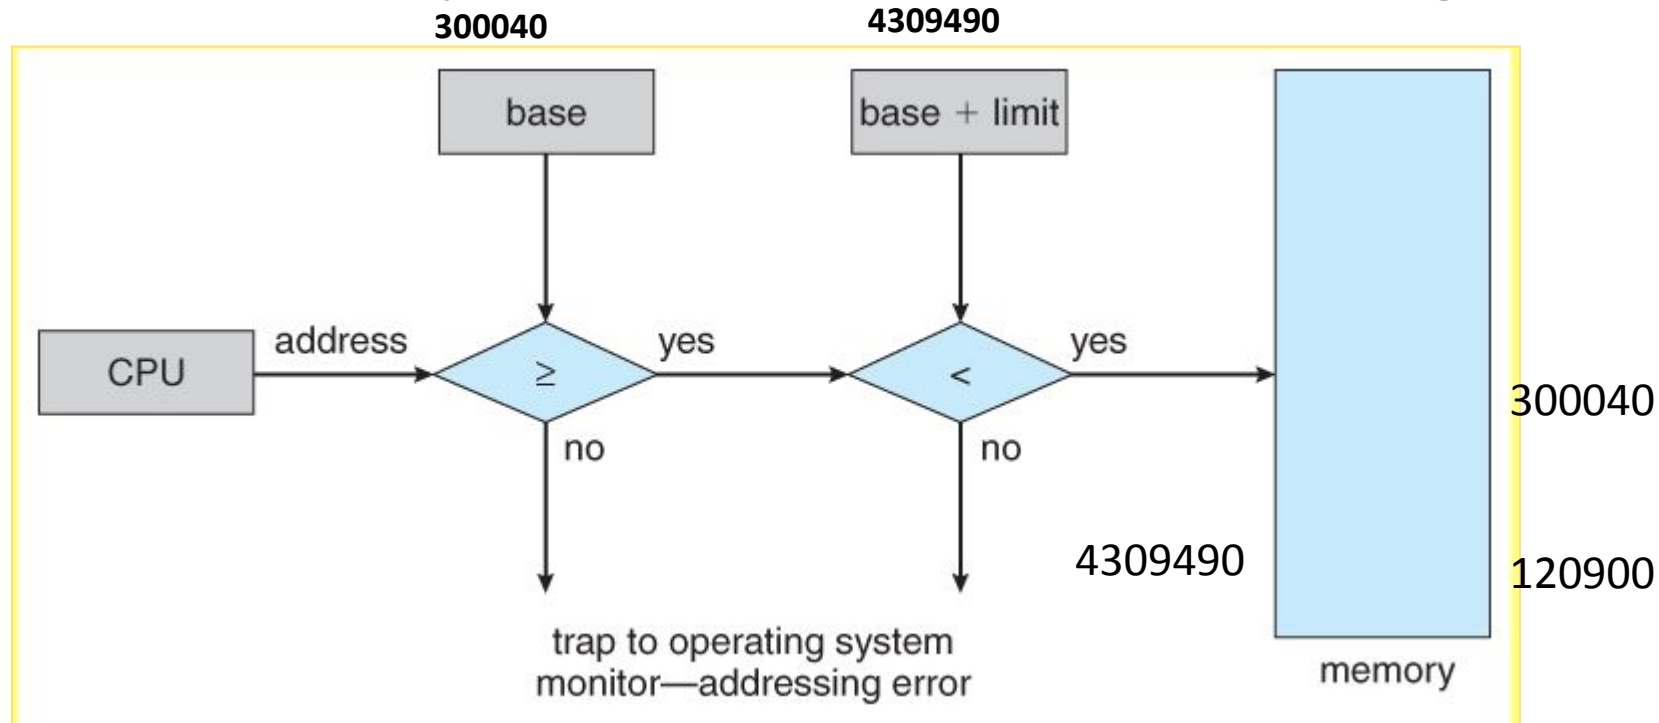 300040
4309490
base
base + limit
CPU
address
≥
yes
<
yes
no
no
300040
4309490
120900
trap to operating system
monitor—addressing error
memory